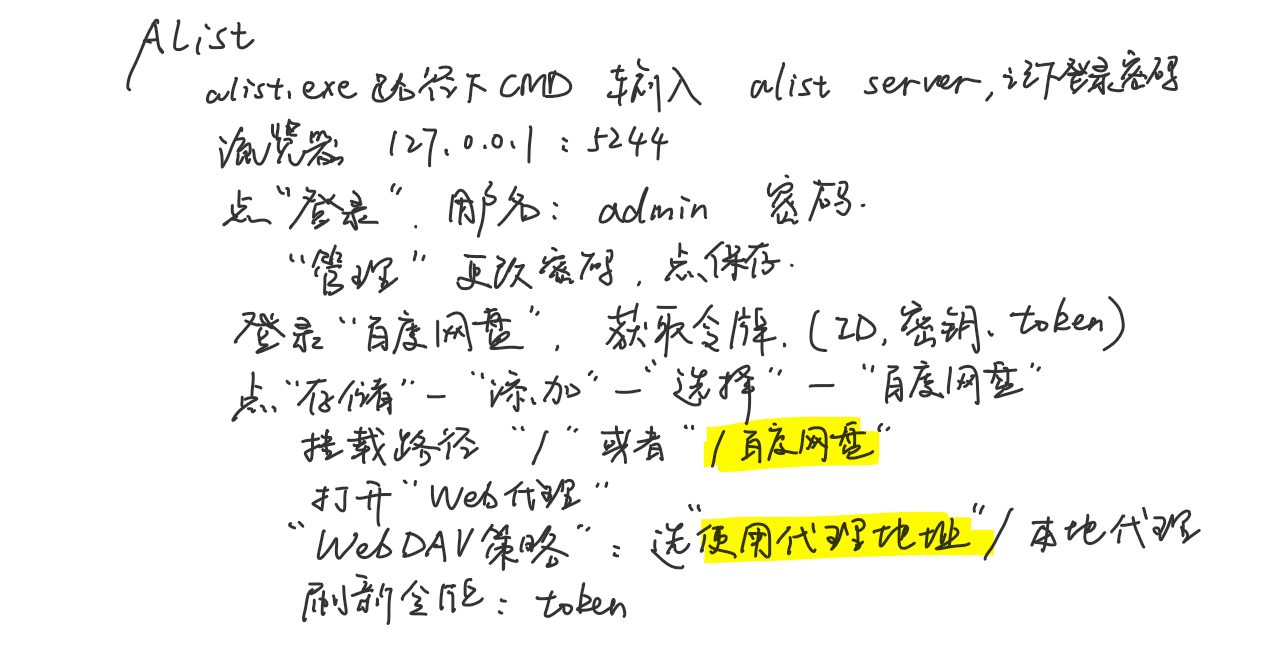 AList
alist.exe 路径下 CMD 输入 alist server, 记下登录密码
浏览器 127.0.0.1:5244
点“登录”. 用户名: admin 密码.
“管理” 更改密码, 点保存.
登录“百度网盘”, 获取令牌. (ID, 密钥、token)
点“存储”-“添加”-“选择”-“百度网盘”
挂载路径 “/” 或者 “/百度网盘”
打开“Web代理”
“WebDAV策略”: 选“使用代理地址”/本地代理
刷新令牌: token